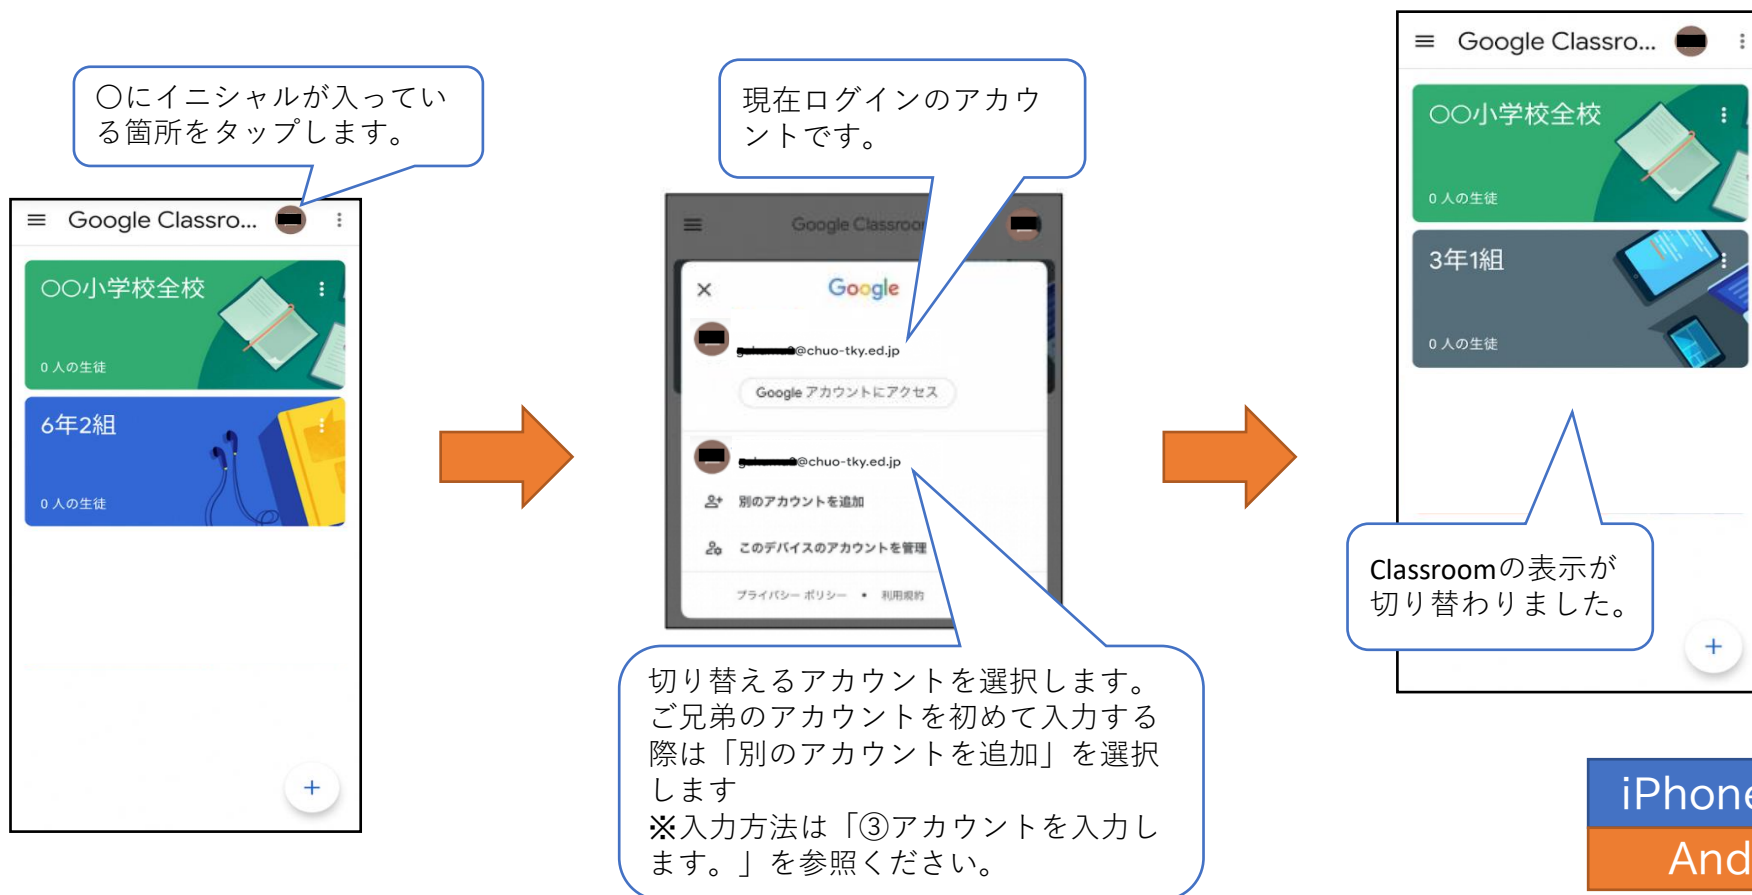 〇にイニシャルが入ってい
る箇所をタップします。
Google Classro...
〇〇小学校全校
0 人の生徒
6年2組
0 人の生徒
+
現在ログインのアカウ
ントです。
Google Classroo
Google
@chuo-tky.ed.jp
Google アカウントにアクセス
@chuo-tky.ed.jp
別のアカウントを追加
このデバイスのアカウントを管理
プライバシー ポリシー • 利用規約
切り替えるアカウントを選択します。
ご兄弟のアカウントを初めて入力する
際は「別のアカウントを追加」を選択
します
※入力方法は「③アカウントを入力し
ます。」を参照ください。
Google Classro...
〇〇小学校全校
0 人の生徒
3年1組
0 人の生徒
Classroomの表示が
切り替わりました。
+
iPhone
And